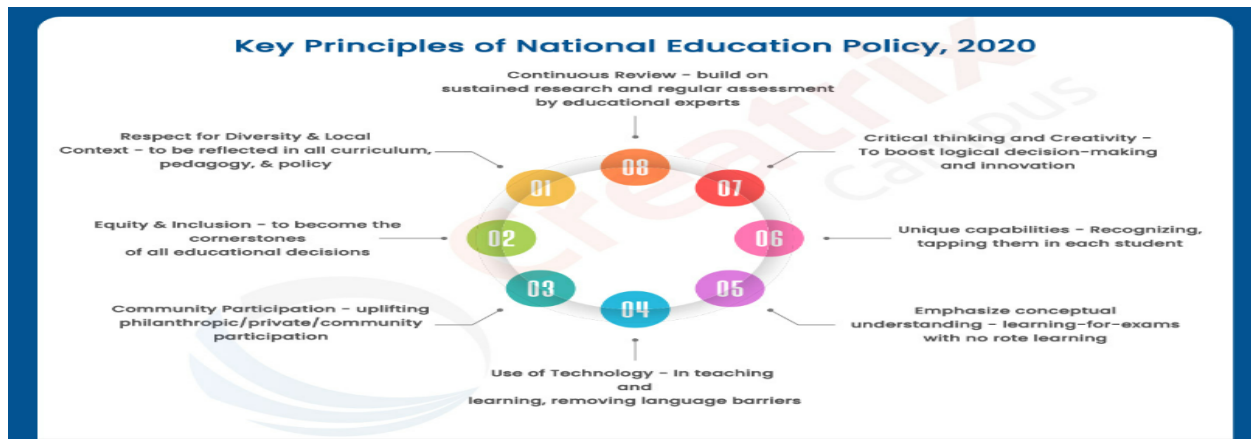 Key Principles of National Education Policy, 2020
Continuous Review - build on
sustained research and regular assessment
by educational experts
Respect for Diversity & Local
Context - to be reflected in all curriculum,
pedagogy, & policy
Critical thinking and Creativity -
To boost logical decision-making
and innovation
08
01
07
Equity & Inclusion - to become the
cornerstones
of all educational decisions
02
06
Unique capabilities - Recognizing,
tapping them in each student
03
05
04
Community Participation - uplifting
philanthropic/private/community
participation
Emphasize conceptual
understanding - learning-for-exams
with no rote learning
Use of Technology - In teaching
and
learning, removing language barriers
Creatrix
Campus